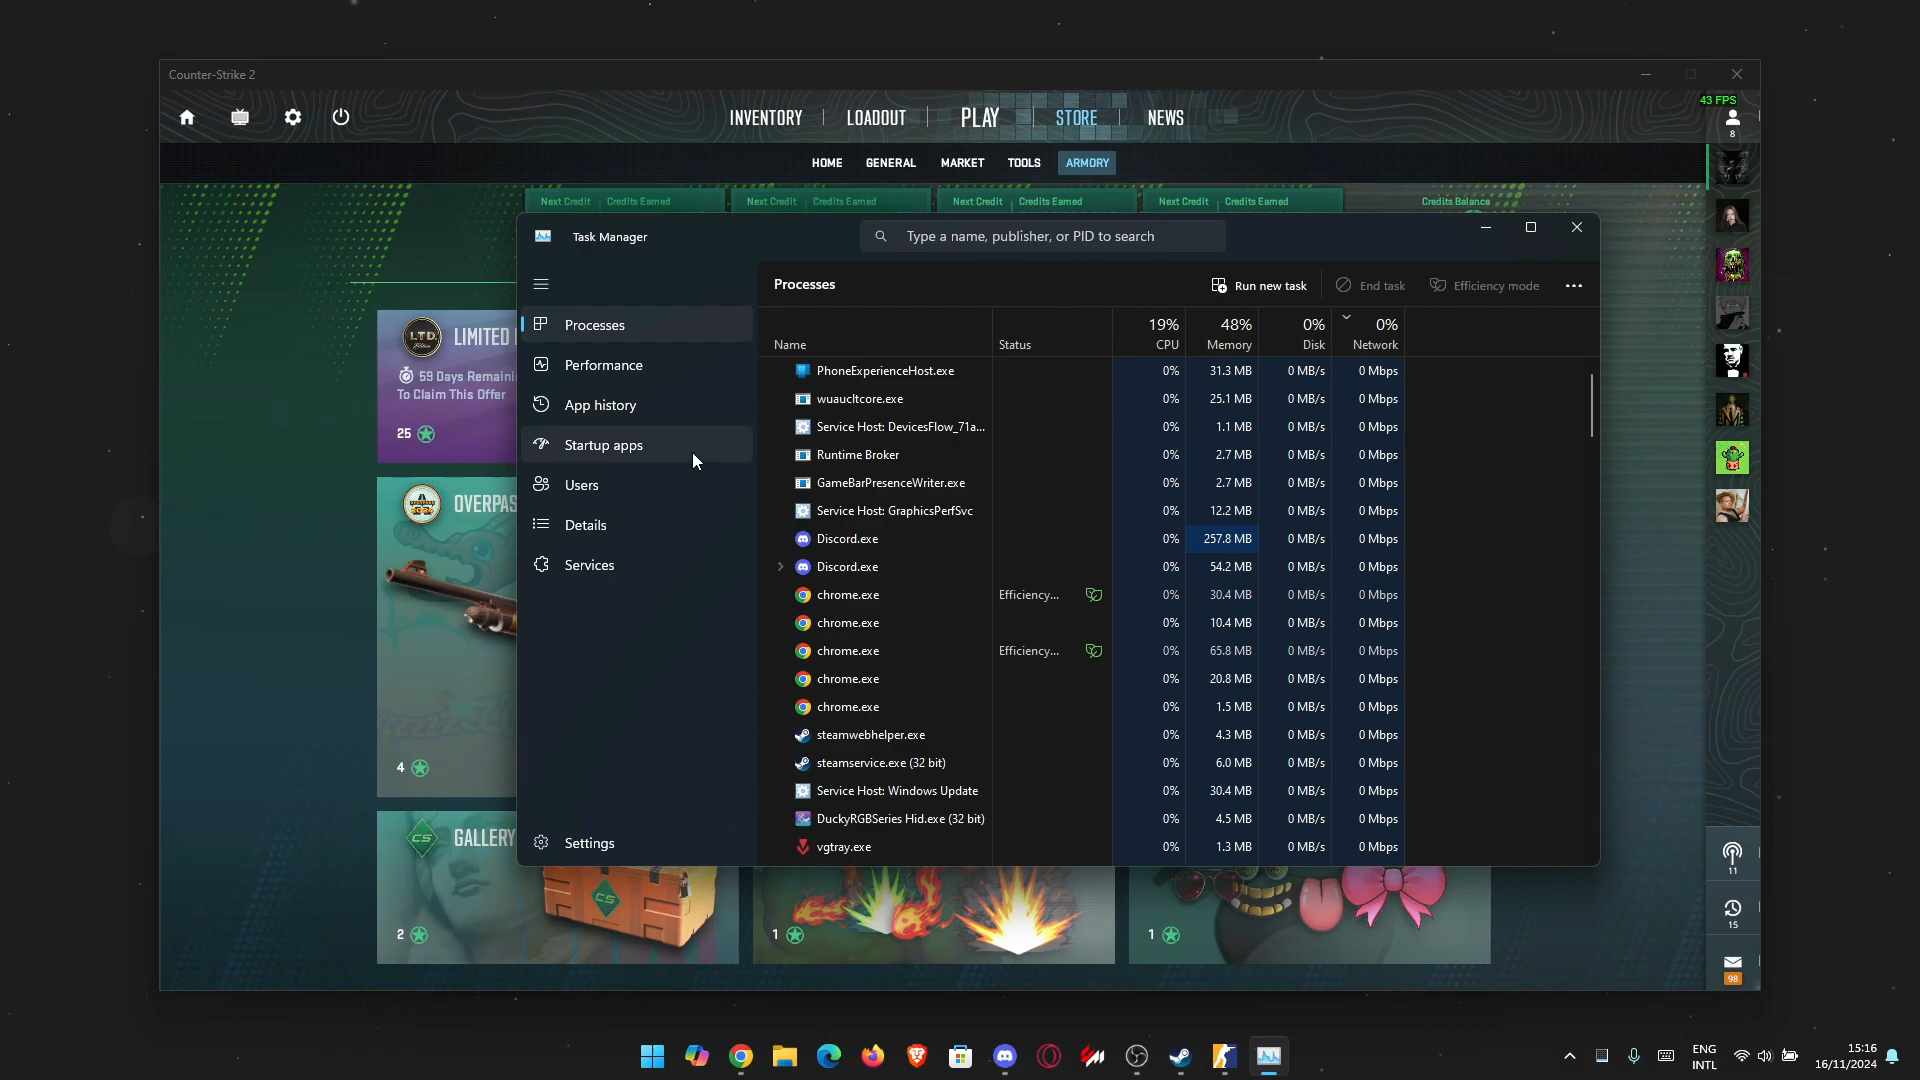 Counter-Strike 2
43 FPS
INVENTORY
LOADOUT
PLAY
STORE
NEWS
8
HOME
GENERAL
MARKET
TOOLS
ARMORY
Next Credit
Credits Earned
Next Credit
Credits Earned
Next Credit
Credits Earned
Next Credit
Credits Earned
Credits Balance
Task Manager
Type a name, publisher, or PID to search
Processes
Run new task
End task
Efficiency mode
Processes
Performance
App history
Startup apps
Users
Details
Services
Settings
Name
Status
19%
CPU
48%
Memory
0%
Disk
0%
Network
PhoneExperienceHost.exe 0% 31.3 MB 0 MB/s 0 Mbps
wuaucltcore.exe 0% 25.1 MB 0 MB/s 0 Mbps
Service Host: DevicesFlow_71a... 0% 1.1 MB 0 MB/s 0 Mbps
Runtime Broker 0% 2.7 MB 0 MB/s 0 Mbps
GameBarPresenceWriter.exe 0% 2.7 MB 0 MB/s 0 Mbps
Service Host: GraphicsPerfSvc 0% 12.2 MB 0 MB/s 0 Mbps
Discord.exe 0% 257.8 MB 0 MB/s 0 Mbps
Discord.exe 0% 54.2 MB 0 MB/s 0 Mbps
chrome.exe Efficiency... 0% 30.4 MB 0 MB/s 0 Mbps
chrome.exe 0% 10.4 MB 0 MB/s 0 Mbps
chrome.exe Efficiency... 0% 65.8 MB 0 MB/s 0 Mbps
chrome.exe 0% 20.8 MB 0 MB/s 0 Mbps
chrome.exe 0% 1.5 MB 0 MB/s 0 Mbps
steamwebhelper.exe 0% 4.3 MB 0 MB/s 0 Mbps
steamservice.exe (32 bit) 0% 6.0 MB 0 MB/s 0 Mbps
Service Host: Windows Update 0% 30.4 MB 0 MB/s 0 Mbps
DuckyRGBSeries Hid.exe (32 bit) 0% 4.5 MB 0 MB/s 0 Mbps
vgtray.exe 0% 1.3 MB 0 MB/s 0 Mbps
LTD.
LIMITED
59 Days Remaini
To Claim This Offer
25
OVERPAS
4
CS
GALLERY
CS
2
1
1
11
15
98
ENG
INTL
15:16
16/11/2024